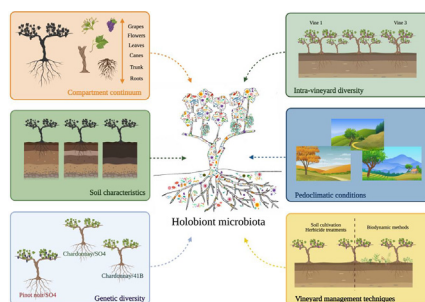 Grapes
Flowers
Leaves
Canes
Trunk
Roots
Compartment continuum
Vine 1
Vine 3
Intra-vineyard diversity
Soil characteristics
Holobiont microbiota
Pedoclimatic conditions
Chardonnay/SO4
Chardonnay/41B
Pinot noir/SO4
Genetic diversity
Soil cultivation
Herbicide treatments
Biodynamic methods
Vineyard management techniques